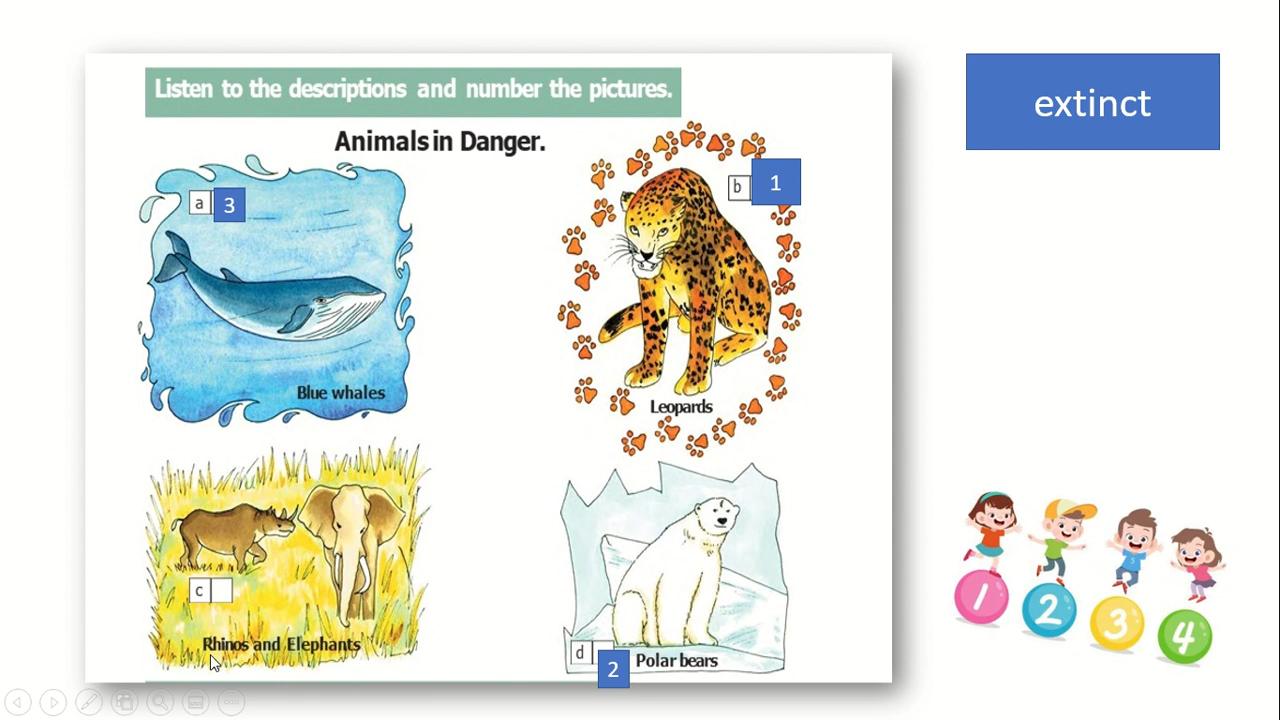 Listen to the descriptions and number the pictures.
extinct
Animals in Danger.
a 3
b 1
Blue whales
Leopards
c
Rhinos and Elephants
d 2
Polar bears
1 2 3 4